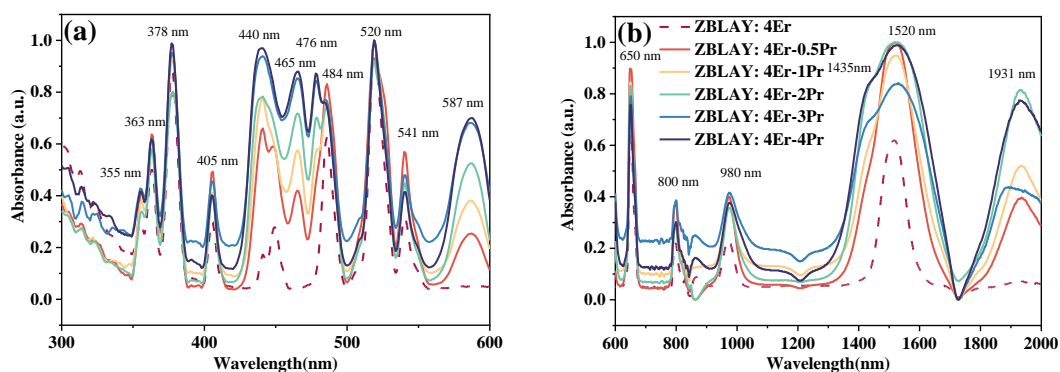 (a)
378 nm
440 nm
476 nm
520 nm
465 nm
484 nm
363 nm
355 nm
405 nm
541 nm
587 nm
Absorbance (a.u.)
1.0
0.8
0.6
0.4
0.2
0.0
300
400
500
600
Wavelength(nm)
(b)
ZBLAY: 4Er
ZBLAY: 4Er-0.5Pr
ZBLAY: 4Er-1Pr
ZBLAY: 4Er-2Pr
ZBLAY: 4Er-3Pr
ZBLAY: 4Er-4Pr
650 nm
1520 nm
1435nm
1931 nm
800 nm
980 nm
Absorbance (a.u.)
1.0
0.8
0.6
0.4
0.2
0.0
600
800
1000
1200
1400
1600
1800
2000
Wavelength(nm)